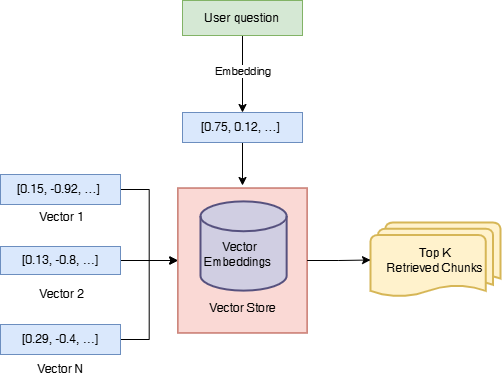 User question
Embedding
[0.75, 0.12, ...]
[0.15, -0.92, ...]
Vector 1
[0.13, -0.8, ...]
Vector 2
[0.29, -0.4, ...]
Vector N
Vector
Embeddings
Vector Store
Top K
Retrieved Chunks